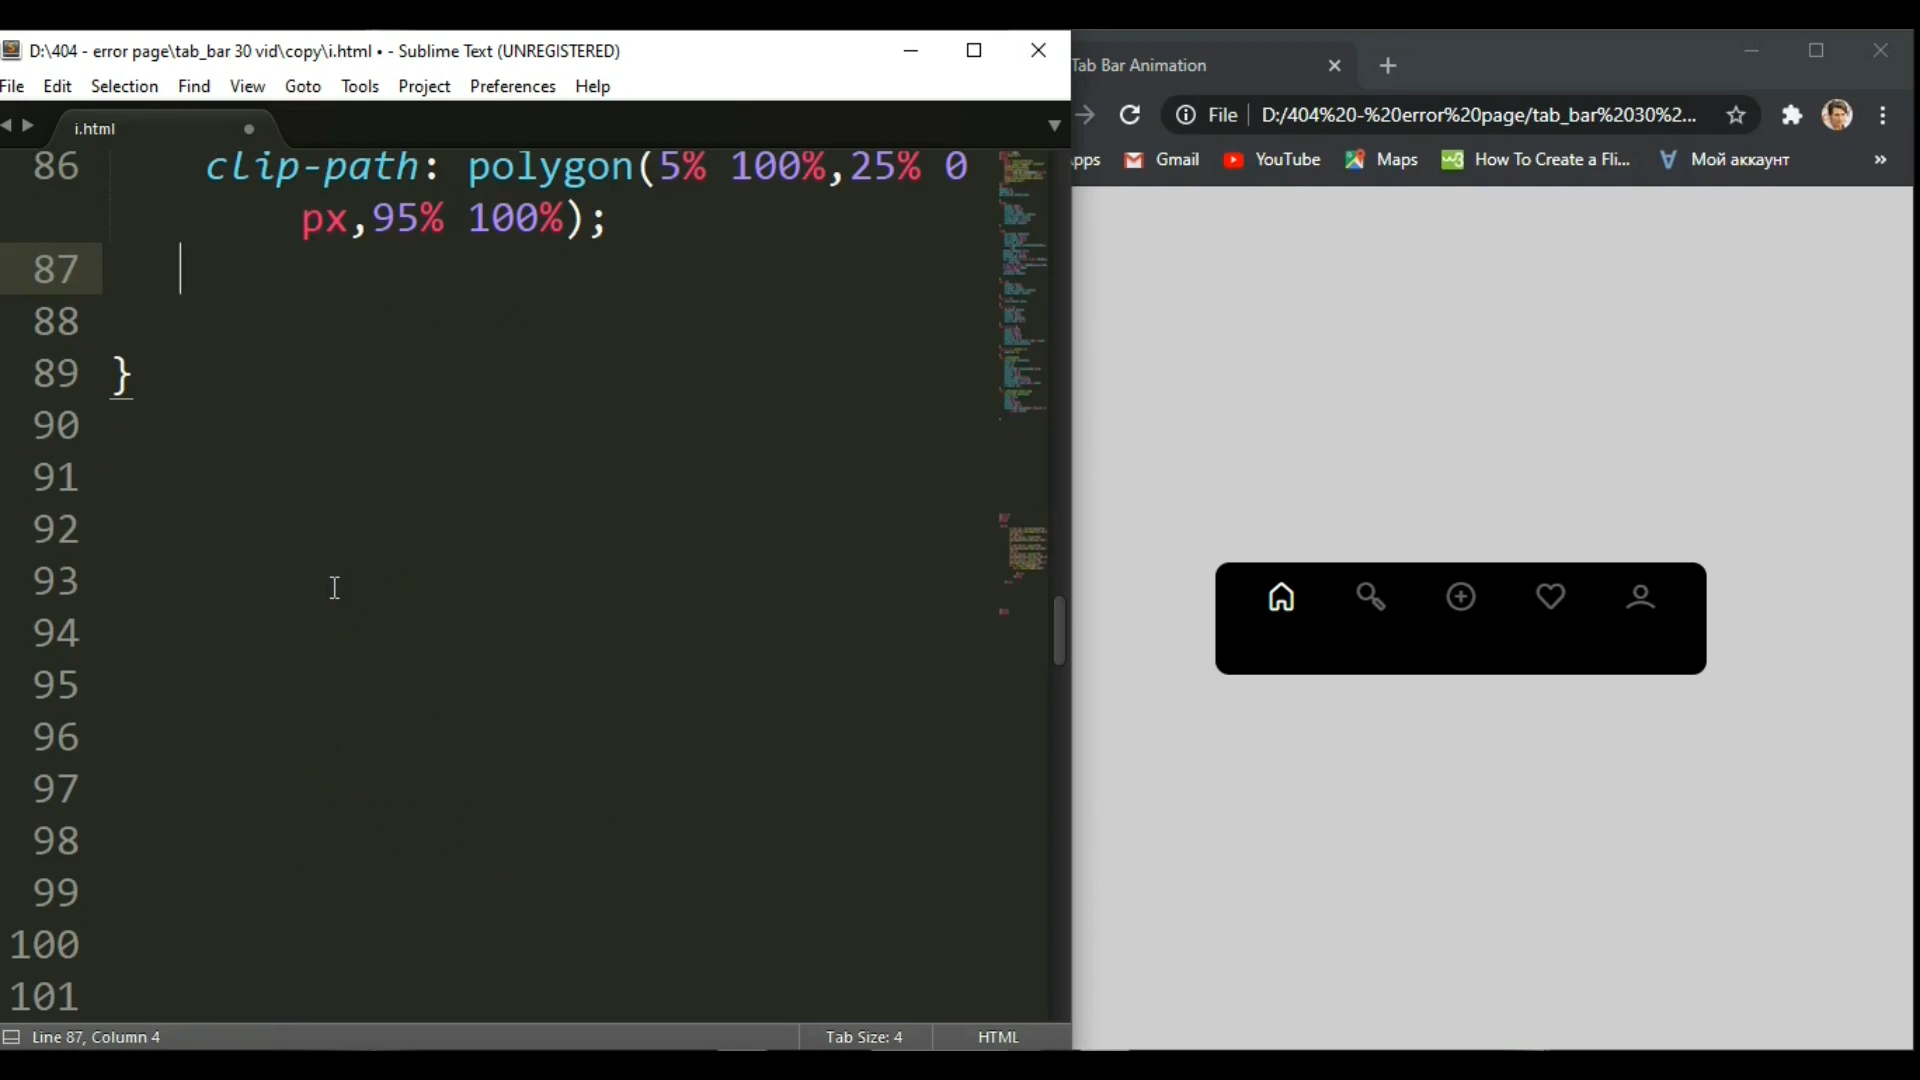 D:\404 - error page\tab_bar 30 vid\copy\i.html • - Sublime Text (UNREGISTERED)
File Edit Selection Find View Goto Tools Project Preferences Help
i.html
86 clip-path: polygon(5% 100%,25% 0
px,95% 100%);
87
88
89 }
90
91
92
93
94
95
96
97
98
99
100
101
Line 87, Column 4 Tab Size: 4 HTML
Tab Bar Animation
File D:/404%20-%20error%20page/tab_bar%2030%2...
pps Gmail YouTube Maps How To Create a Fli... Мой аккаунт »